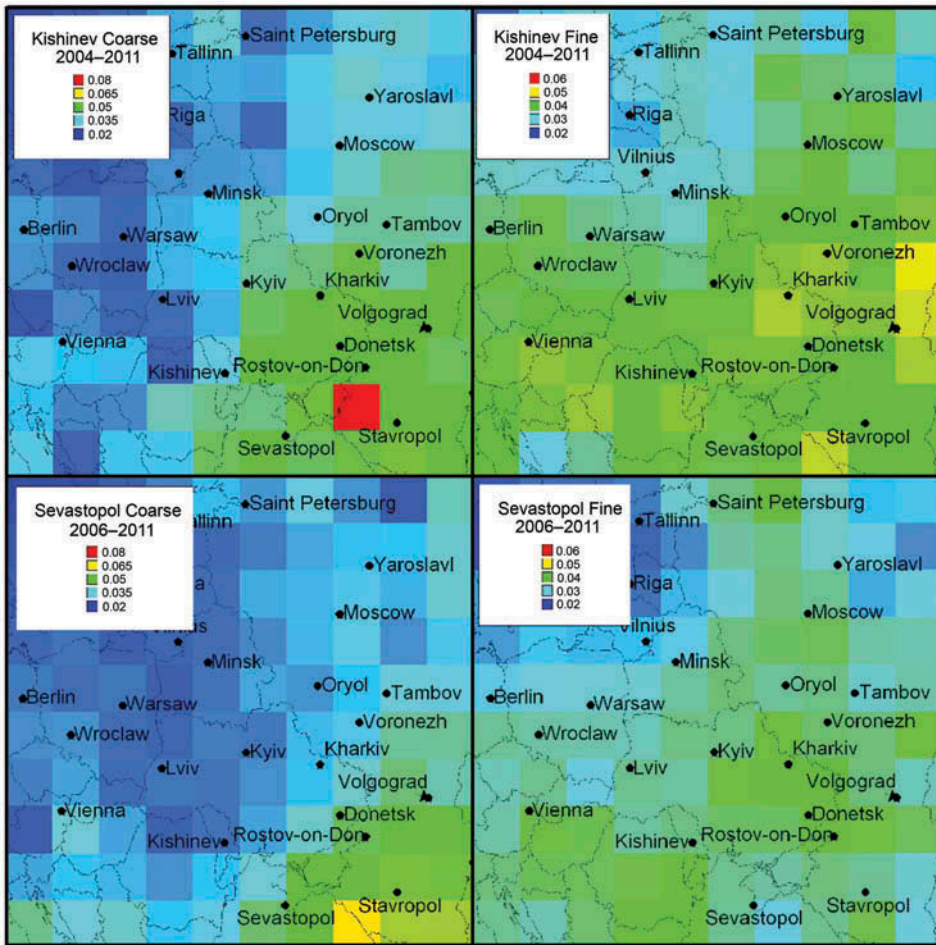 Kishinev Coarse
2004–2011
0.08
0.065
0.05
0.035
0.02
Saint Petersburg
Tallinn
Yaroslavl
Riga
Moscow
Minsk
Oryol
Tambov
Berlin
Warsaw
Voronezh
Wroclaw
Kyiv
Kharkiv
Lviv
Volgograd
Vienna
Donetsk
Kishinev
Rostov-on-Don
Stavropol
Sevastopol
Kishinev Fine
2004–2011
0.06
0.05
0.04
0.03
0.02
Saint Petersburg
Tallinn
Yaroslavl
Riga
Moscow
Vilnius
Minsk
Oryol
Tambov
Berlin
Warsaw
Voronezh
Wroclaw
Kyiv
Kharkiv
Lviv
Volgograd
Vienna
Donetsk
Kishinev
Rostov-on-Don
Stavropol
Sevastopol
Sevastopol Coarse
2006–2011
0.08
0.065
0.05
0.035
0.02
Saint Petersburg
allinn
Yaroslavl
a
Moscow
Vilnius
Minsk
Oryol
Tambov
Berlin
Warsaw
Voronezh
Wroclaw
Kyiv
Kharkiv
Lviv
Volgograd
Vienna
Donetsk
Kishinev
Rostov-on-Don
Stavropol
Sevastopol
Sevastopol Fine
2006–2011
0.06
0.05
0.04
0.03
0.02
Saint Petersburg
Tallinn
Yaroslavl
Riga
Moscow
Vilnius
Minsk
Oryol
Tambov
Berlin
Warsaw
Voronezh
Wroclaw
Kyiv
Kharkiv
Lviv
Volgograd
Vienna
Donetsk
Kishinev
Rostov-on-Don
Stavropol
Sevastopol